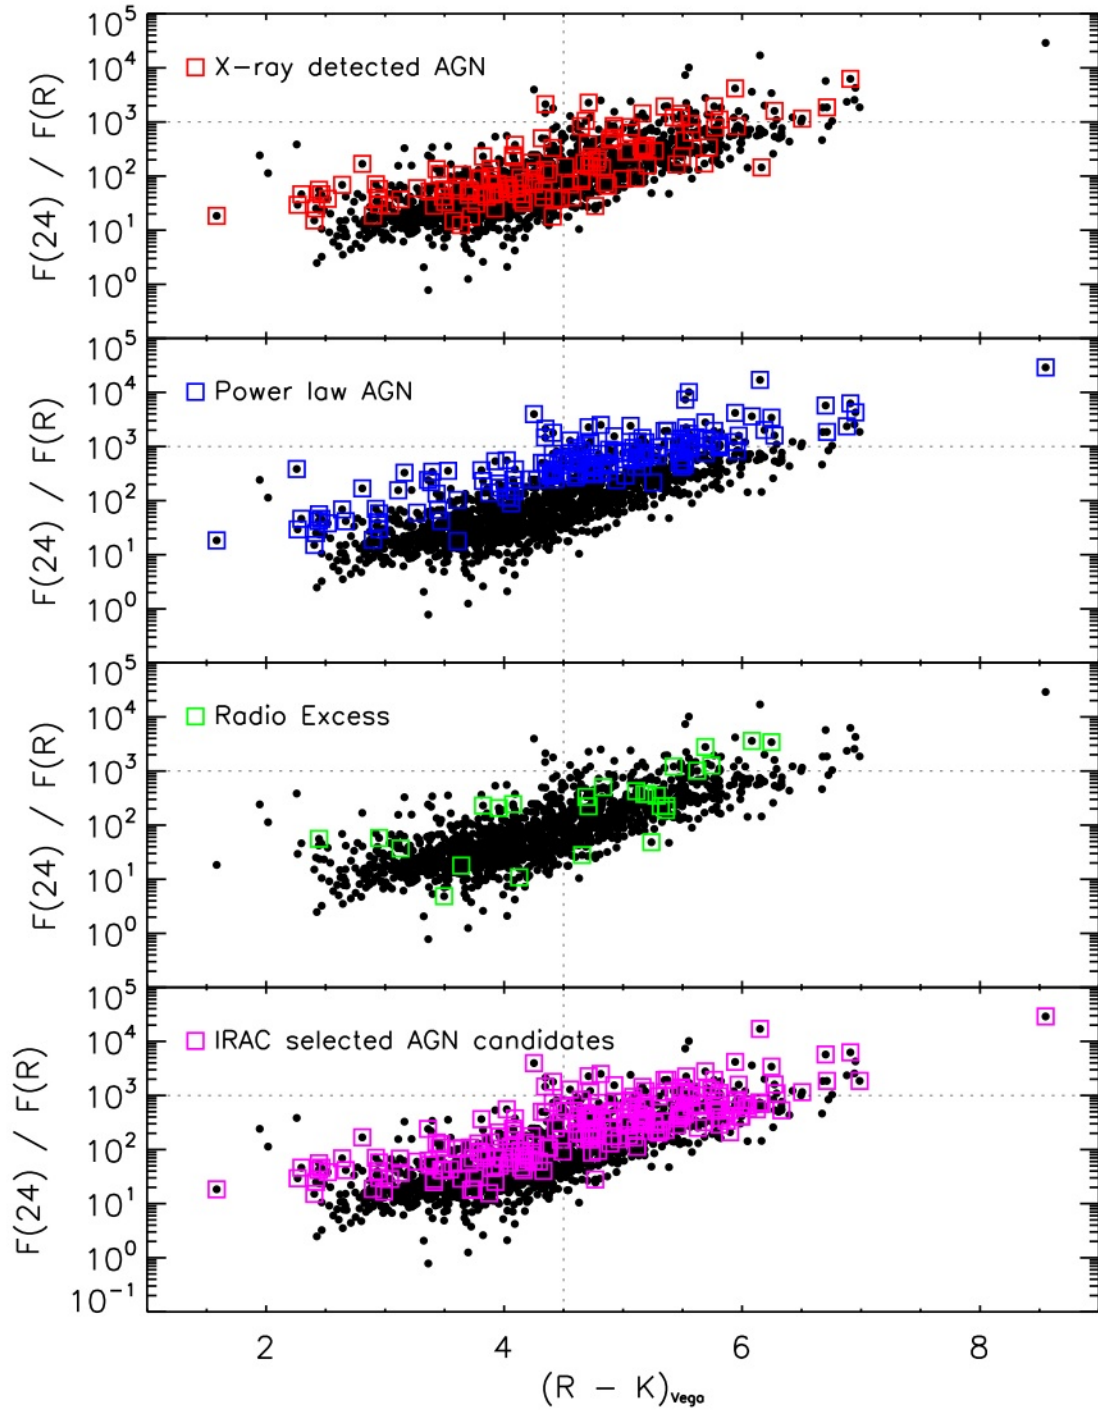 10^5
10^4
10^3
10^2
10^1
10^0
F(24) / F(R)
X-ray detected AGN
10^5
10^4
10^3
10^2
10^1
10^0
F(24) / F(R)
Power law AGN
10^5
10^4
10^3
10^2
10^1
10^0
F(24) / F(R)
Radio Excess
10^5
10^4
10^3
10^2
10^1
10^0
10^-1
F(24) / F(R)
IRAC selected AGN candidates
2 4 6 8
(R - K)Vega